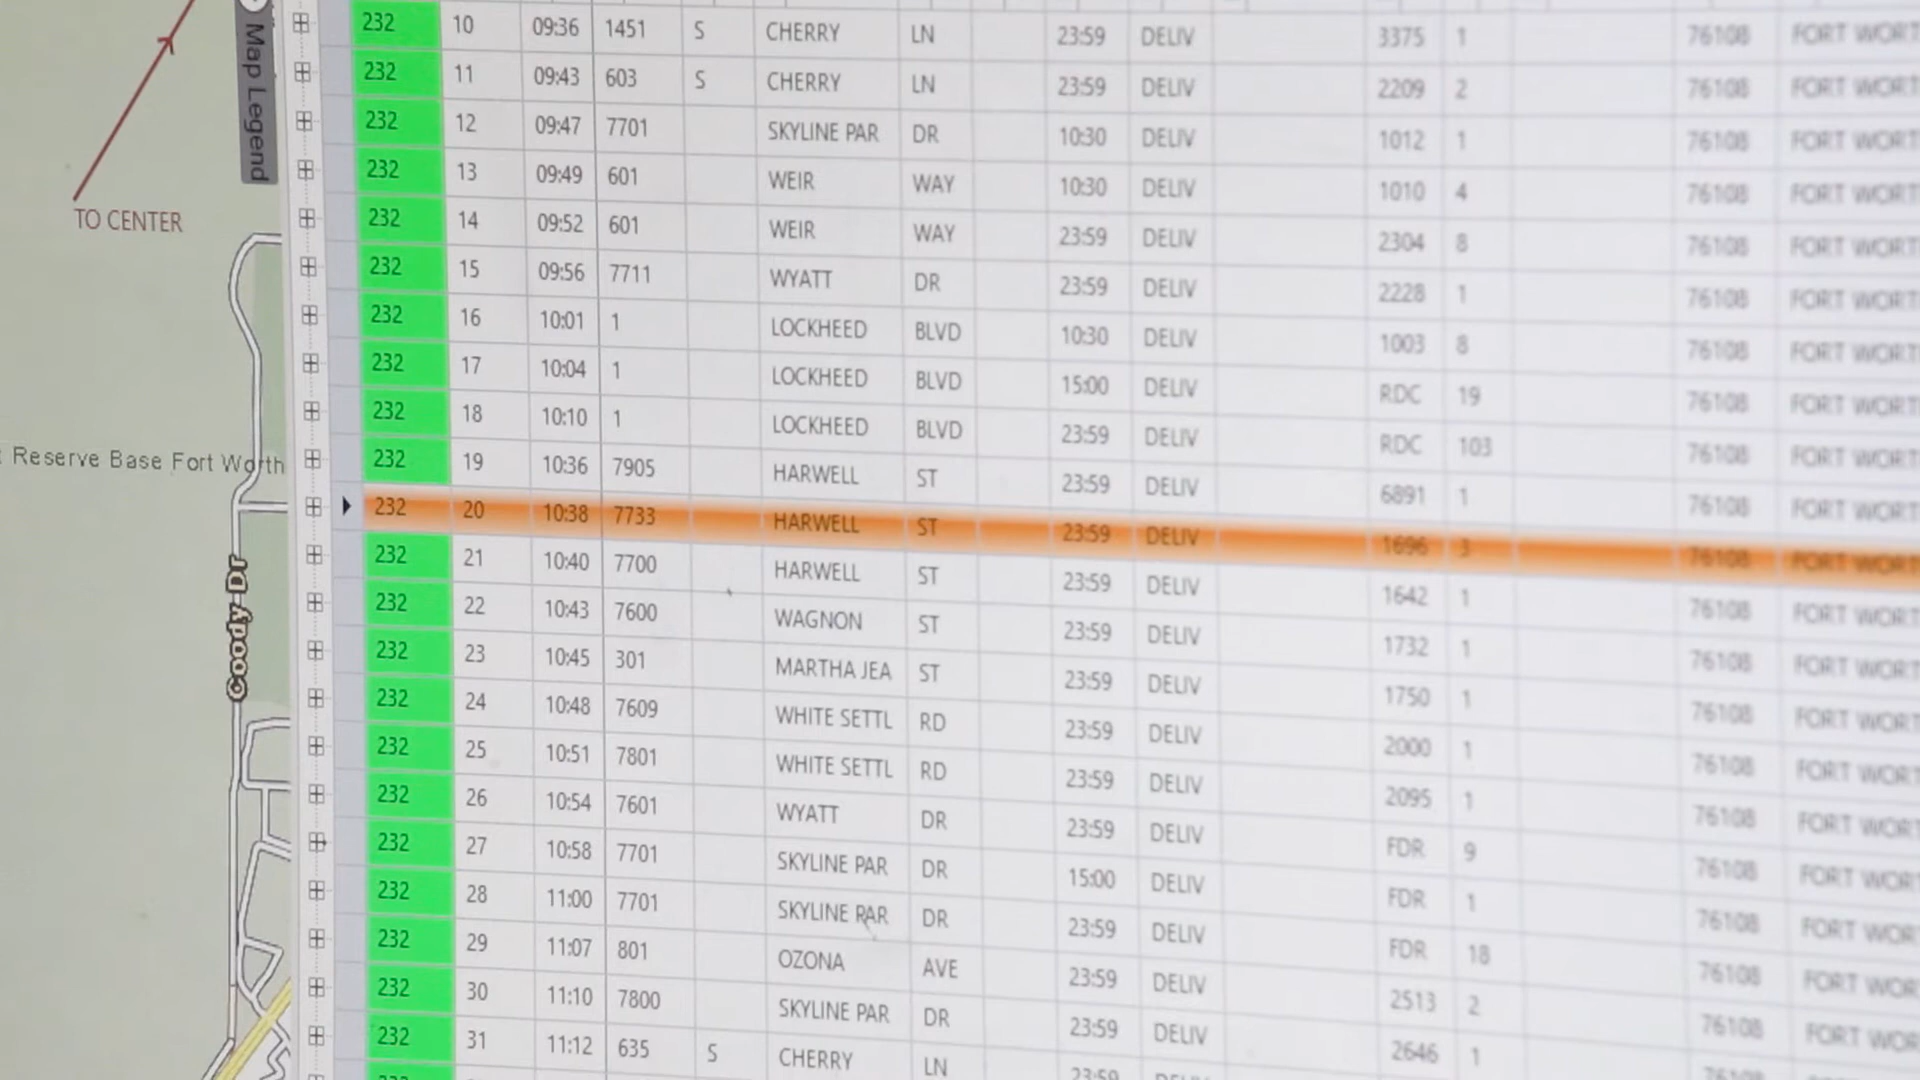 Map Legend
TO CENTER
Reserve Base Fort Worth
Coody Dr
232 10 09:36 1451 S CHERRY LN 23:59 DELIV 3375 1 76108 FORT WORT
232 11 09:43 603 S CHERRY LN 23:59 DELIV 2209 2 76108 FORT WORT
232 12 09:47 7701 SKYLINE PAR DR 10:30 DELIV 1012 1 76108 FORT WORT
232 13 09:49 601 WEIR WAY 10:30 DELIV 1010 4 76108 FORT WORT
232 14 09:52 601 WEIR WAY 23:59 DELIV 2304 8 76108 FORT WORT
232 15 09:56 7711 WYATT DR 23:59 DELIV 2228 1 76108 FORT WORT
232 16 10:01 1 LOCKHEED BLVD 10:30 DELIV 1003 8 76108 FORT WORT
232 17 10:04 1 LOCKHEED BLVD 15:00 DELIV RDC 19 76108 FORT WORT
232 18 10:10 1 LOCKHEED BLVD 23:59 DELIV RDC 103 76108 FORT WORT
232 19 10:36 7905 HARWELL ST 23:59 DELIV 6891 1 76108 FORT WORT
232 20 10:38 7733 HARWELL ST 23:59 DELIV 1696 3 76108 FORT WORT
232 21 10:40 7700 HARWELL ST 23:59 DELIV 1642 1 76108 FORT WORT
232 22 10:43 7600 WAGNON ST 23:59 DELIV 1732 1 76108 FORT WORT
232 23 10:45 301 MARTHA JEA ST 23:59 DELIV 1750 1 76108 FORT WORT
232 24 10:48 7609 WHITE SETTL RD 23:59 DELIV 2000 1 76108 FORT WORT
232 25 10:51 7801 WHITE SETTL RD 23:59 DELIV 2095 1 76108 FORT WORT
232 26 10:54 7601 WYATT DR 23:59 DELIV FDR 9 76108 FORT WOR
232 27 10:58 7701 SKYLINE PAR DR 15:00 DELIV FDR 1 76108 FORT WOR
232 28 11:00 7701 SKYLINE PAR DR 23:59 DELIV FDR 18 76108 FORT WOR
232 29 11:07 801 OZONA AVE 23:59 DELIV 2513 2 76108 FORT WOR
232 30 11:10 7800 SKYLINE PAR DR 23:59 DELIV 2646 1 76108 FORT WOR
232 31 11:12 635 S CHERRY LN 23:59 DELIV